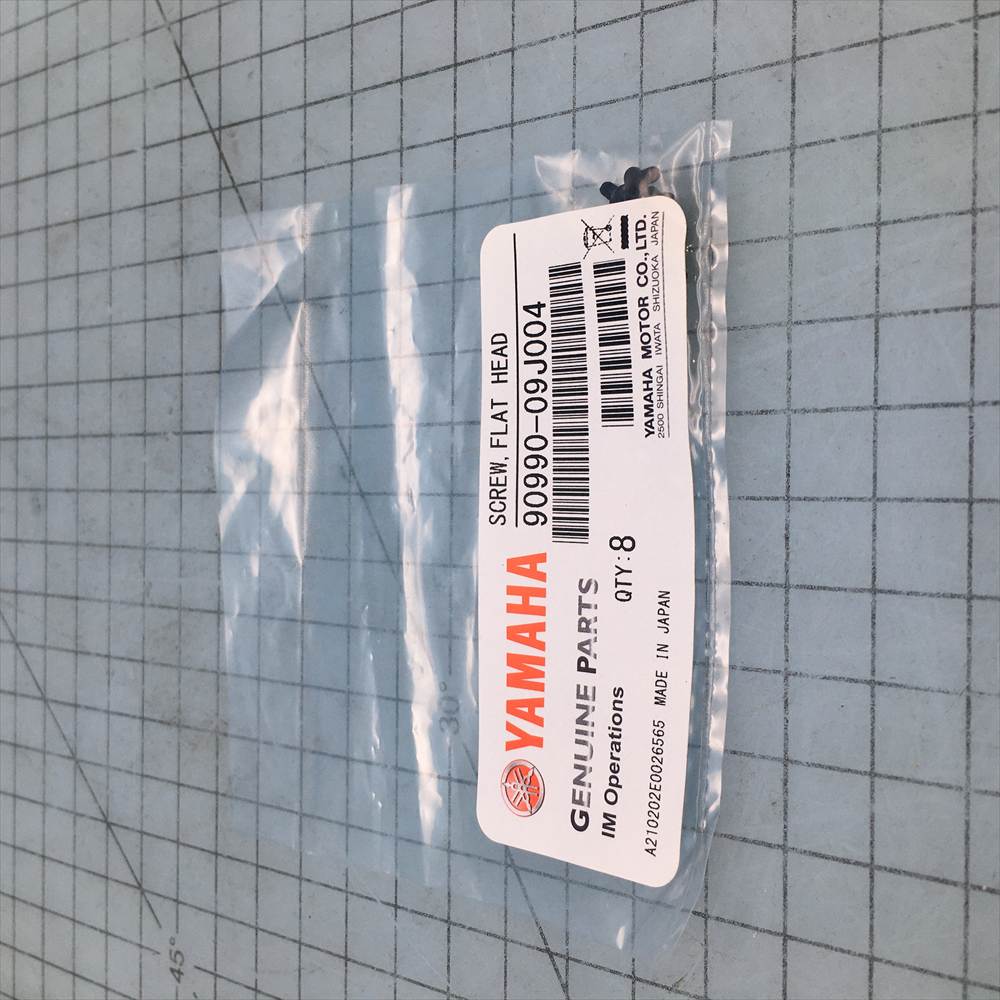 YAMAHA
GENUINE PARTS
IM Operations
SCREW, FLAT HEAD
90990-09J004
QTY:8
A210202E0026565 MADE IN JAPAN
YAMAHA MOTOR CO., LTD.
2500 SHINGAI IWATA SHIZUOKA JAPAN
30°
45°